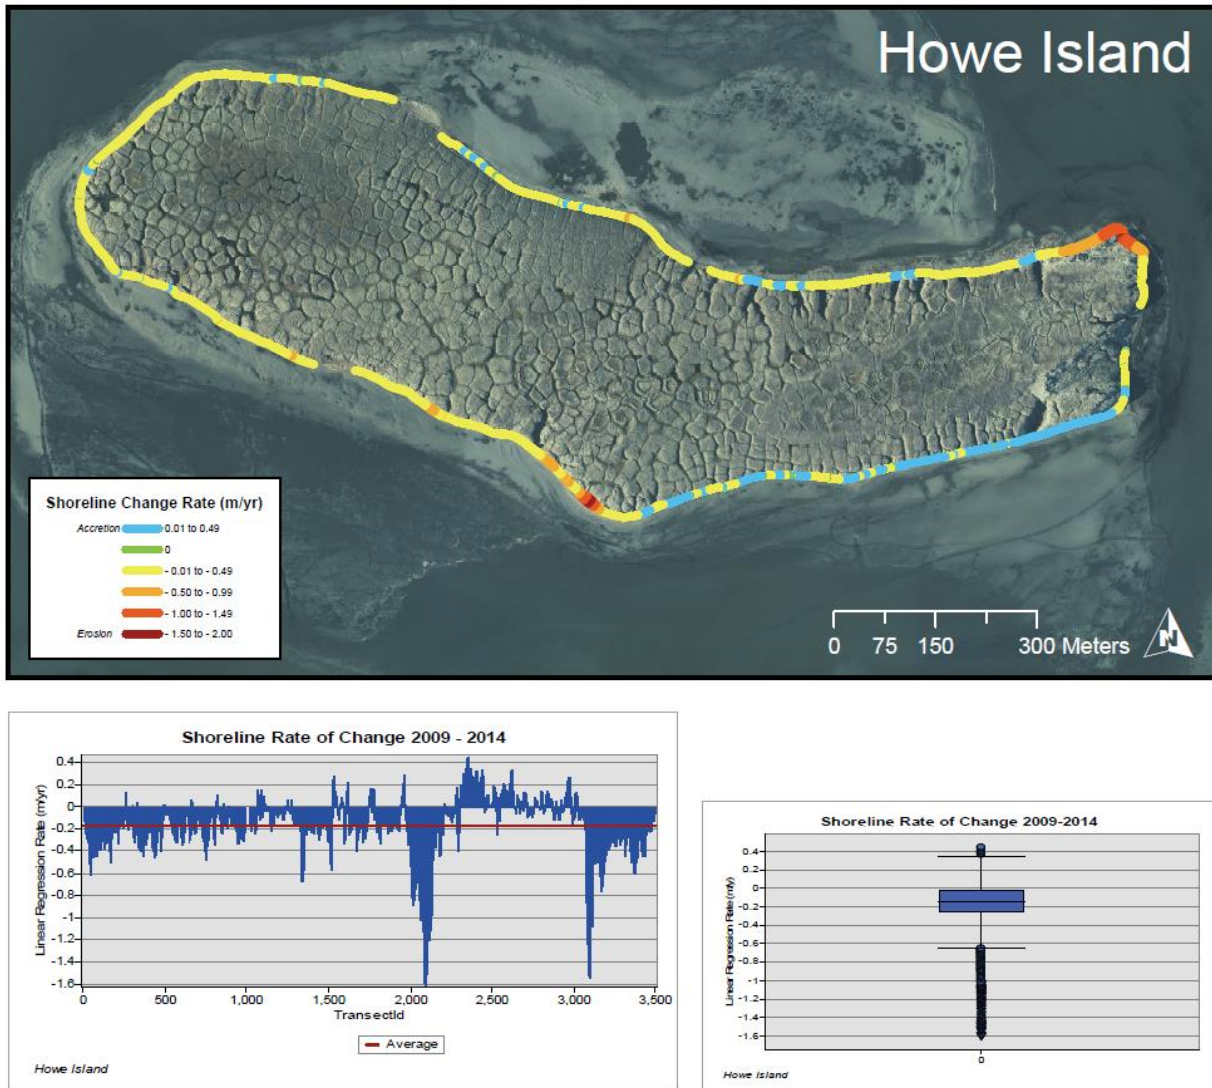 Howe Island
Shoreline Change Rate (m/yr)
Accretion 0.01 to 0.49
0
- 0.01 to - 0.49
- 0.50 to - 0.99
- 1.00 to - 1.49
Erosion - 1.50 to - 2.00
0 75 150 300 Meters
N
Shoreline Rate of Change 2009 - 2014
Linear Regression Rate (m/yr)
0.4
0.2
0
-0.2
-0.4
-0.6
-0.8
-1
-1.2
-1.4
-1.6
0 500 1,000 1,500 2,000 2,500 3,000 3,500
TransectId
Average
Howe Island
Shoreline Rate of Change 2009-2014
Linear Regression Rate (m/y)
0.4
0.2
0
-0.2
-0.4
-0.6
-0.8
-1
-1.2
-1.4
-1.6
0
Howe Island